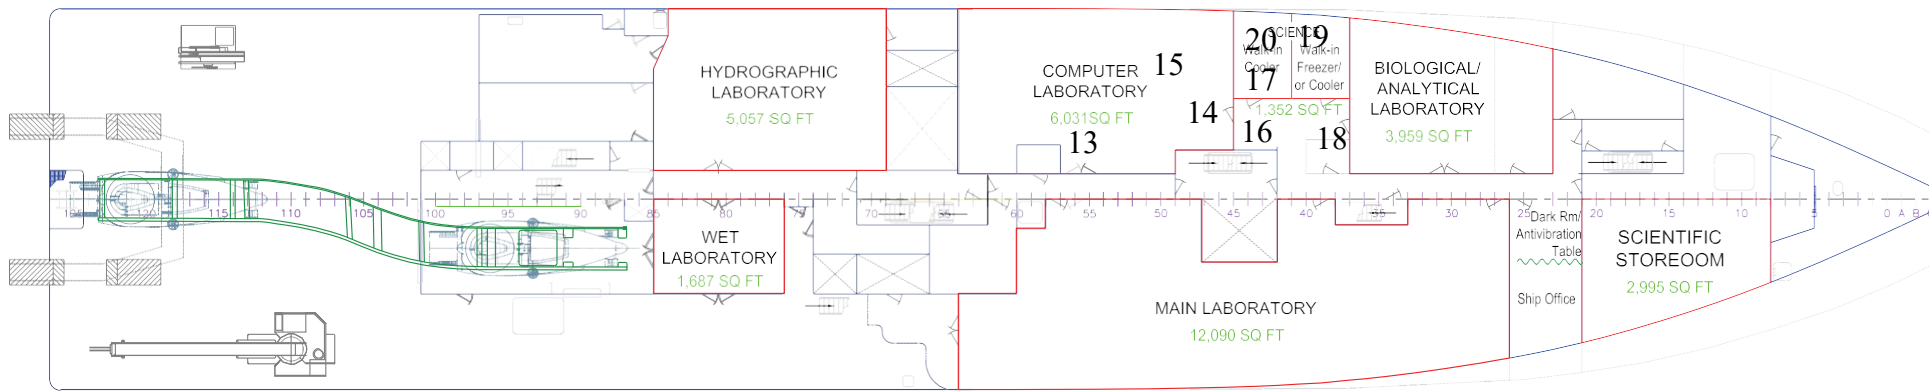 HYDROGRAPHIC
LABORATORY
5,057 SQ FT
COMPUTER
LABORATORY
6,031SQ FT
15
14
13
SCIENCE
20
19
Walk-in
Cooler
Walk-in
Freezer/
or Cooler
17
1,352 SQ FT
16
18
BIOLOGICAL/
ANALYTICAL
LABORATORY
3,959 SQ FT
120
115
110
105
100
95
90
85
80
70
60
55
50
45
40
35
30
25
20
15
10
5
0 A B
WET
LABORATORY
1,687 SQ FT
MAIN LABORATORY
12,090 SQ FT
Dark Rm/
Antivibration
Table
Ship Office
SCIENTIFIC
STOREOOM
2,995 SQ FT